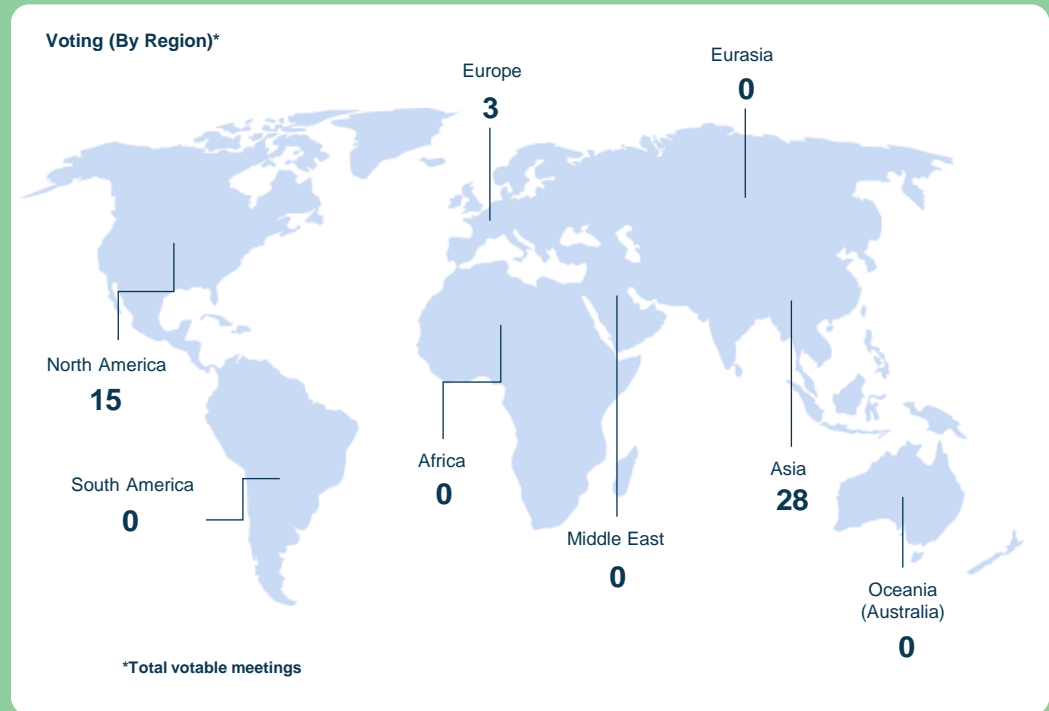 Voting (By Region)*
Eurasia
0
Europe
3
North America
15
South America
0
Africa
0
Middle East
0
Asia
28
Oceania
(Australia)
0
*Total votable meetings